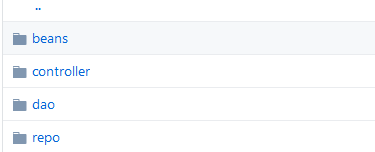 ..
beans
controller
dao
repo